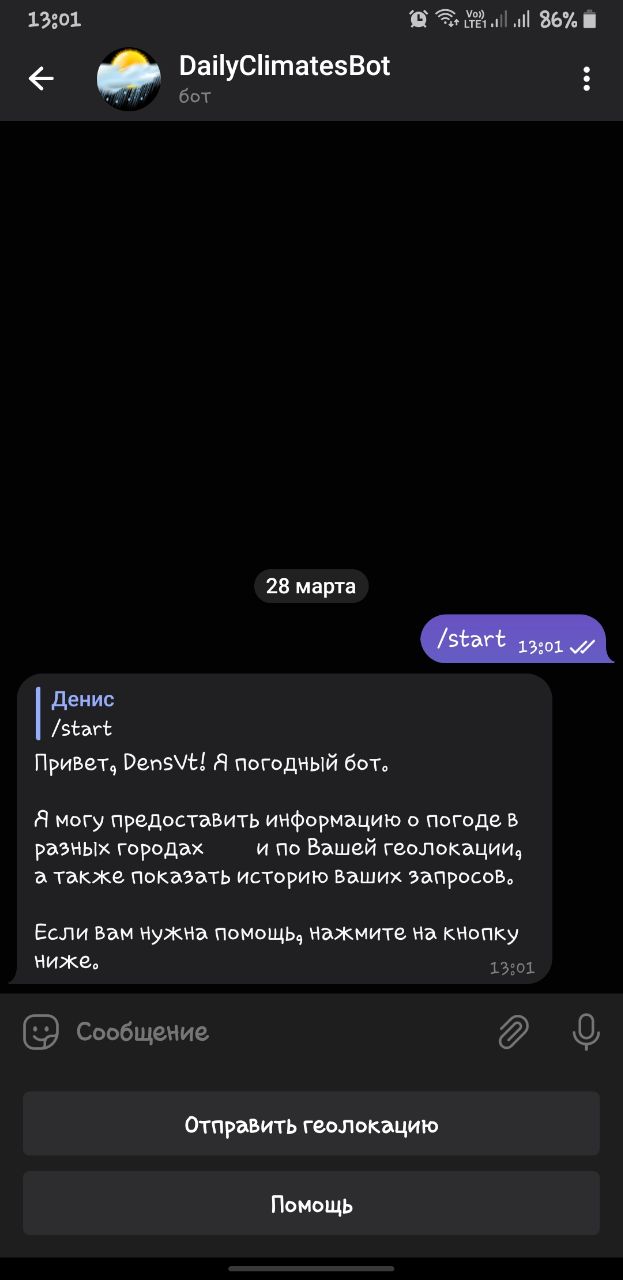 13:01 Vo)) LTE1 86%
DailyClimatesBot
бот
28 марта
/start 13:01
Денис
/start
Привет, DensVt! Я погодный бот.
Я могу предоставить информацию о погоде в
разных городах и по Вашей геолокации,
а также показать историю ваших запросов.
Если вам нужна помощь, нажмите на кнопку
ниже. 13:01
Сообщение
Отправить геолокацию
Помощь